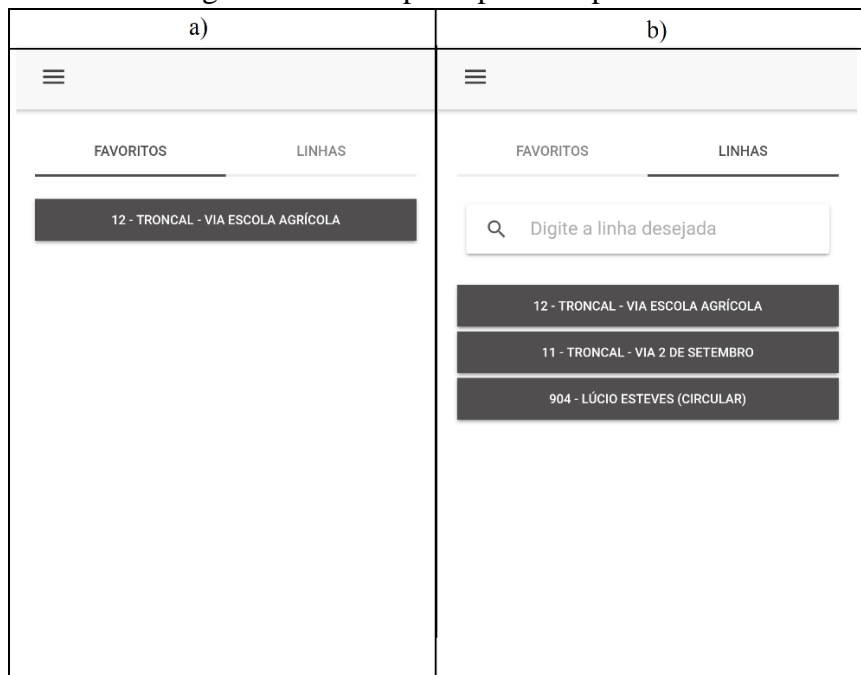 a)
FAVORITOS LINHAS
12 - TRONCAL - VIA ESCOLA AGRÍCOLA
b)
FAVORITOS LINHAS
Digite a linha desejada
12 - TRONCAL - VIA ESCOLA AGRÍCOLA
11 - TRONCAL - VIA 2 DE SETEMBRO
904 - LÚCIO ESTEVES (CIRCULAR)